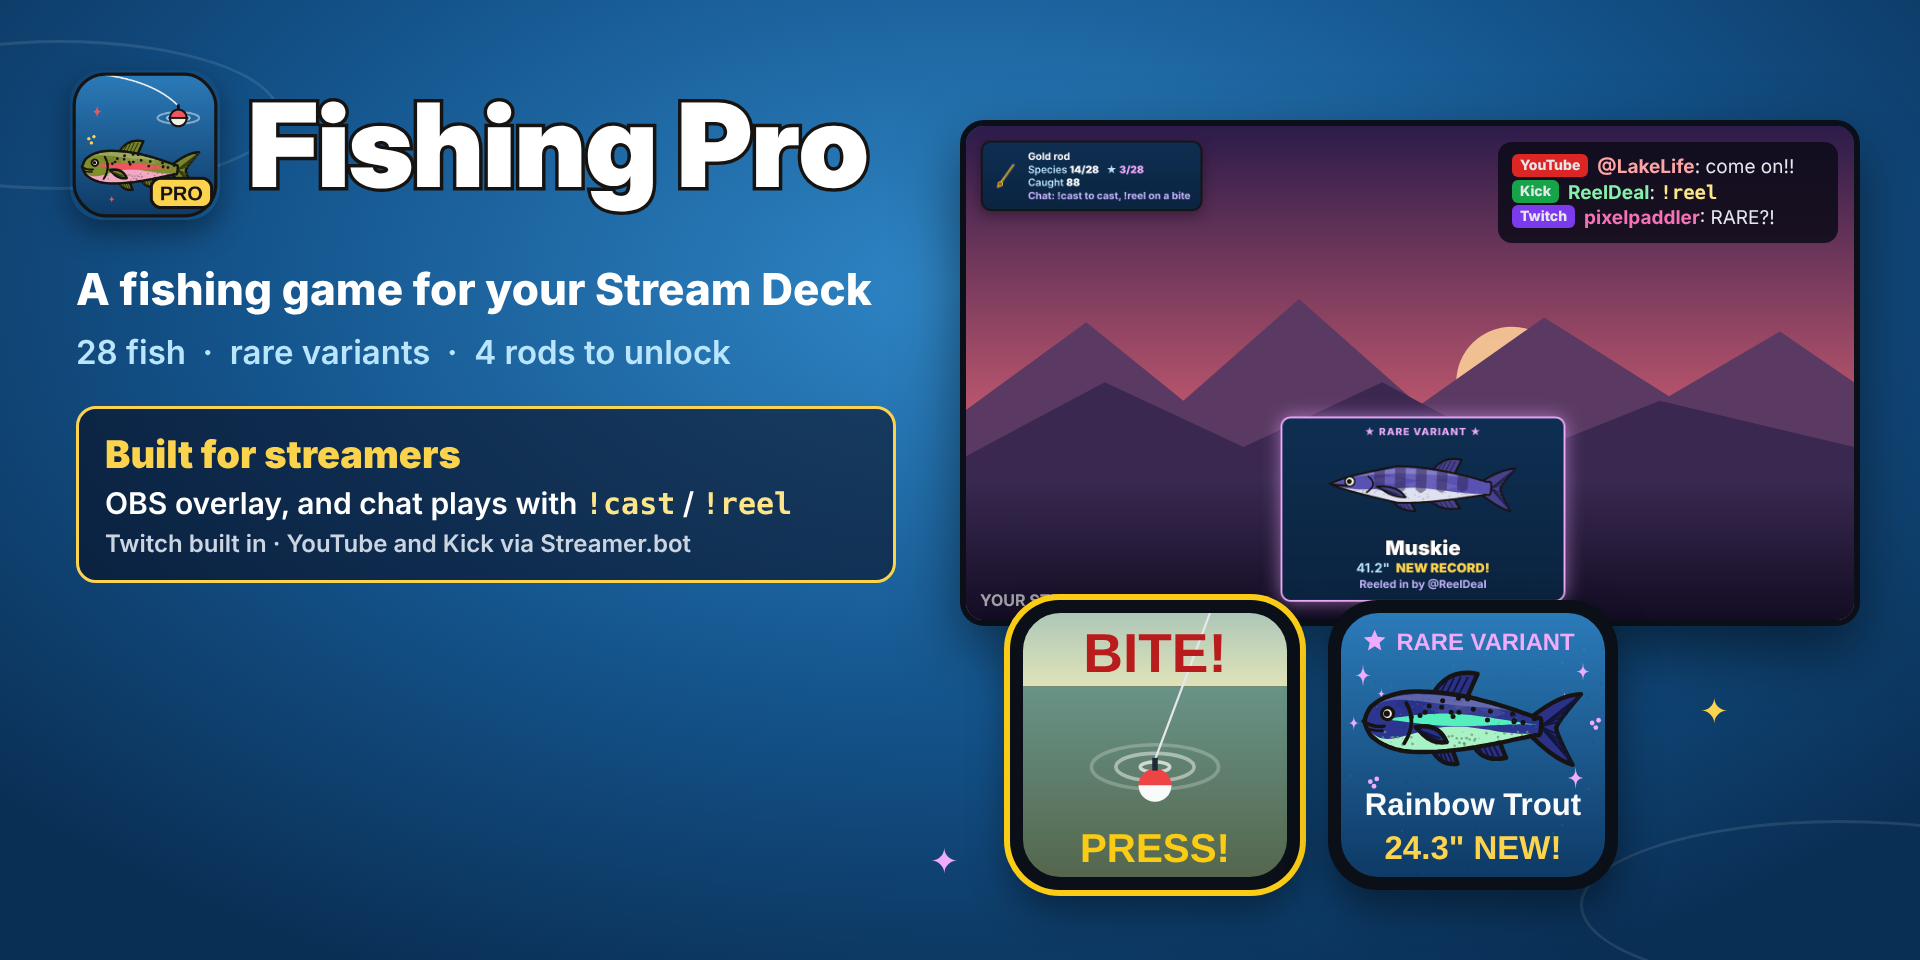 PRO
Fishing Pro
A fishing game for your Stream Deck
28 fish · rare variants · 4 rods to unlock
Built for streamers
OBS overlay, and chat plays with !cast / !reel
Twitch built in · YouTube and Kick via Streamer.bot
Gold rod
Species 14/28 ★ 3/28
Caught 88
Chat: !cast to cast, !reel on a bite
YouTube @LakeLife: come on!!
Kick ReelDeal: !reel
Twitch pixelpaddler: RARE?!
★ RARE VARIANT ★
Muskie
41.2" NEW RECORD!
Reeled in by @ReelDeal
YOUR
BITE!
PRESS!
★ RARE VARIANT
Rainbow Trout
24.3" NEW!